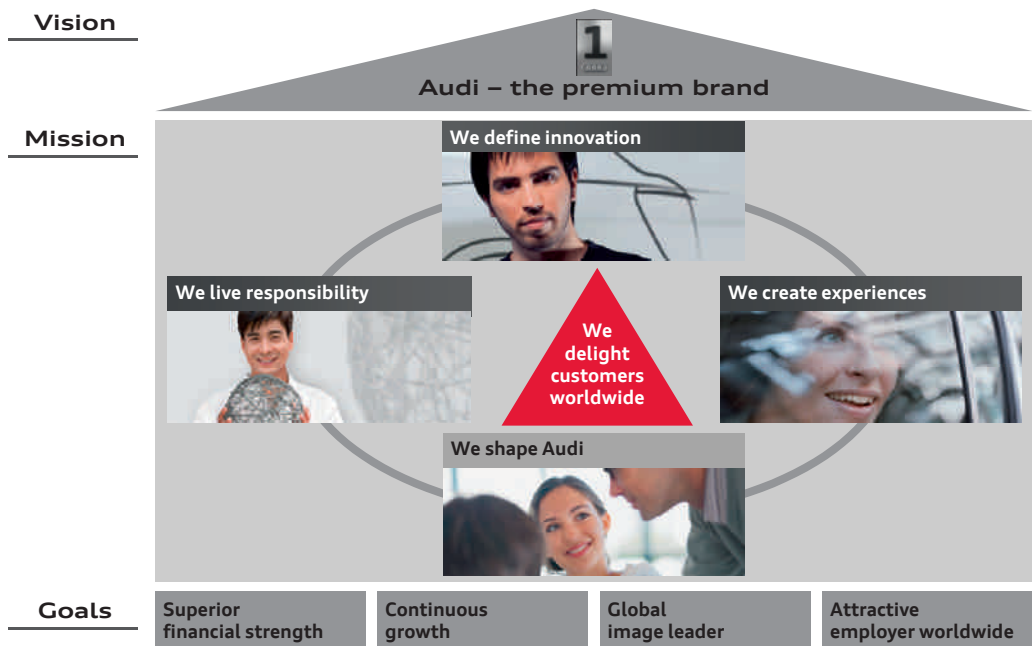 Vision
1
Audi – the premium brand
Mission
We define innovation
We live responsibility
We create experiences
We
delight
customers
worldwide
We shape Audi
Goals
Superior
financial strength
Continuous
growth
Global
image leader
Attractive
employer worldwide